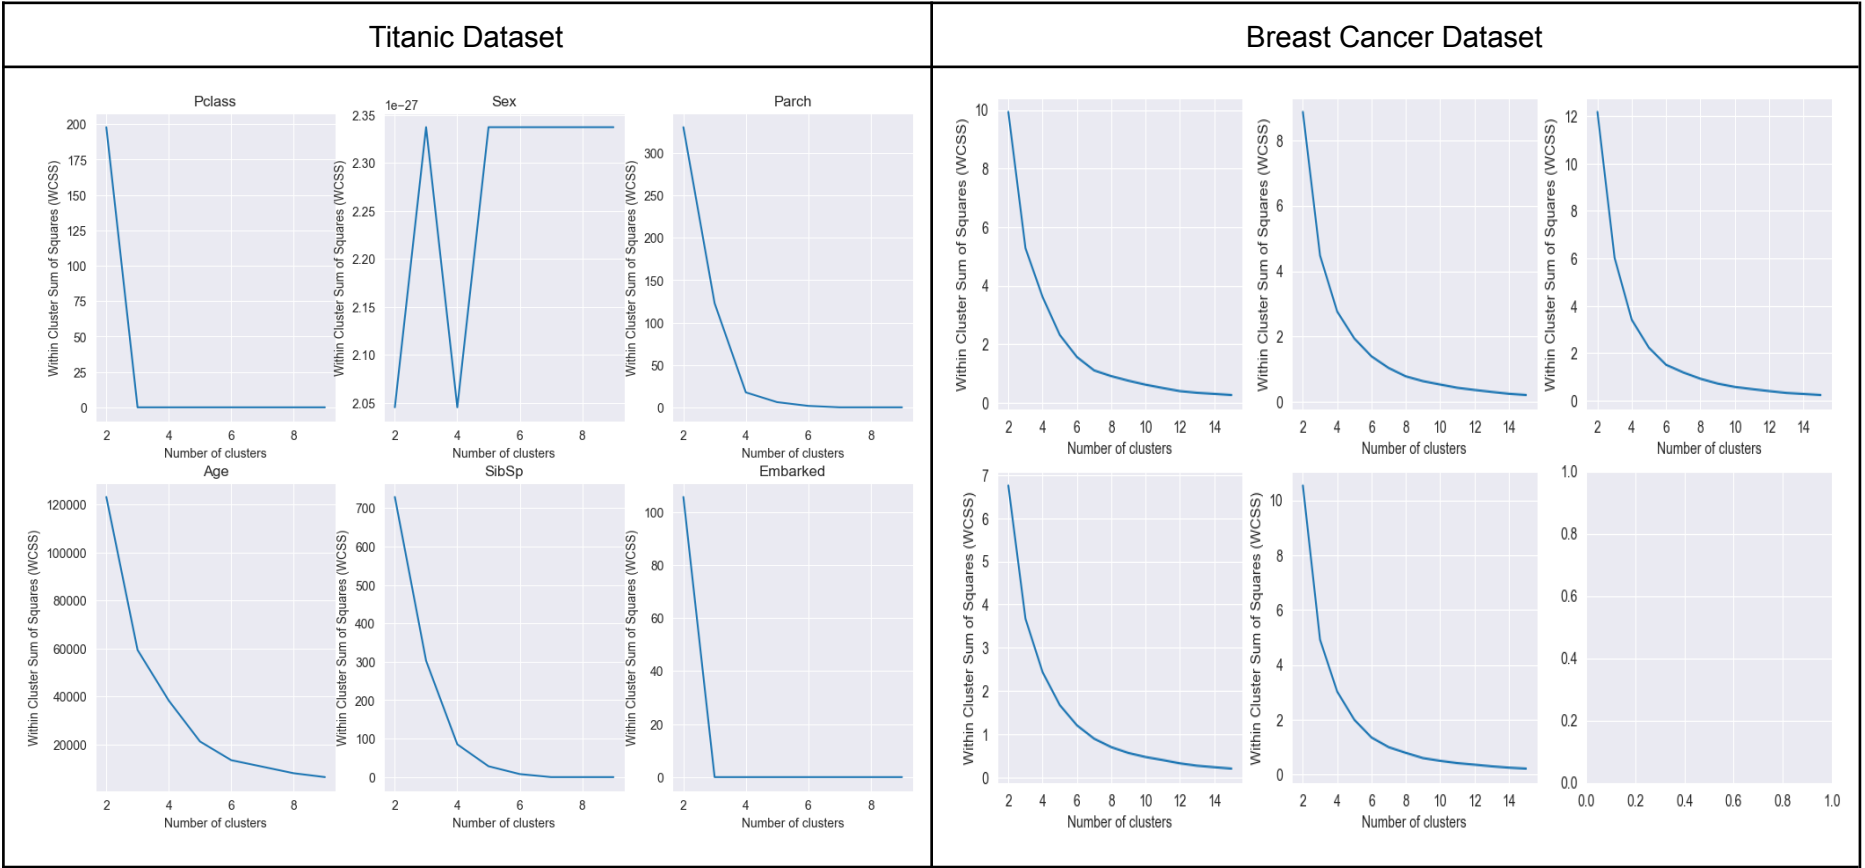 Titanic Dataset
Breast Cancer Dataset
Pclass
200
175
150
125
100
75
50
25
0
2 4 6 8
Number of clusters
Within Cluster Sum of Squares (WCSS)
Sex
1e−27
2.35
2.30
2.25
2.20
2.15
2.10
2.05
2 4 6 8
Number of clusters
Within Cluster Sum of Squares (WCSS)
Parch
300
250
200
150
100
50
0
2 4 6 8
Number of clusters
Within Cluster Sum of Squares (WCSS)
Age
120000
100000
80000
60000
40000
20000
2 4 6 8
Number of clusters
Within Cluster Sum of Squares (WCSS)
SibSp
700
600
500
400
300
200
100
0
2 4 6 8
Number of clusters
Within Cluster Sum of Squares (WCSS)
Embarked
100
80
60
40
20
0
2 4 6 8
Number of clusters
Within Cluster Sum of Squares (WCSS)
10
8
6
4
2
0
2 4 6 8 10 12 14
Number of clusters
Within Cluster Sum of Squares (WCSS)
8
6
4
2
0
2 4 6 8 10 12 14
Number of clusters
Within Cluster Sum of Squares (WCSS)
12
10
8
6
4
2
0
2 4 6 8 10 12 14
Number of clusters
Within Cluster Sum of Squares (WCSS)
7
6
5
4
3
2
1
0
2 4 6 8 10 12 14
Number of clusters
Within Cluster Sum of Squares (WCSS)
10
8
6
4
2
0
2 4 6 8 10 12 14
Number of clusters
Within Cluster Sum of Squares (WCSS)
1.0
0.8
0.6
0.4
0.2
0.0
0.0 0.2 0.4 0.6 0.8 1.0